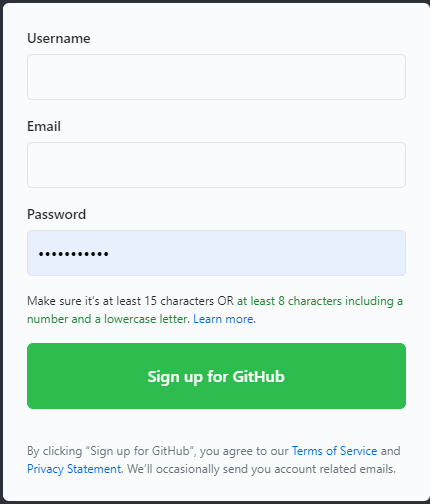 Username
Email
Password
•••••••••••
Make sure it's at least 15 characters OR at least 8 characters including a
number and a lowercase letter. Learn more.
Sign up for GitHub
By clicking “Sign up for GitHub”, you agree to our Terms of Service and
Privacy Statement. We’ll occasionally send you account related emails.